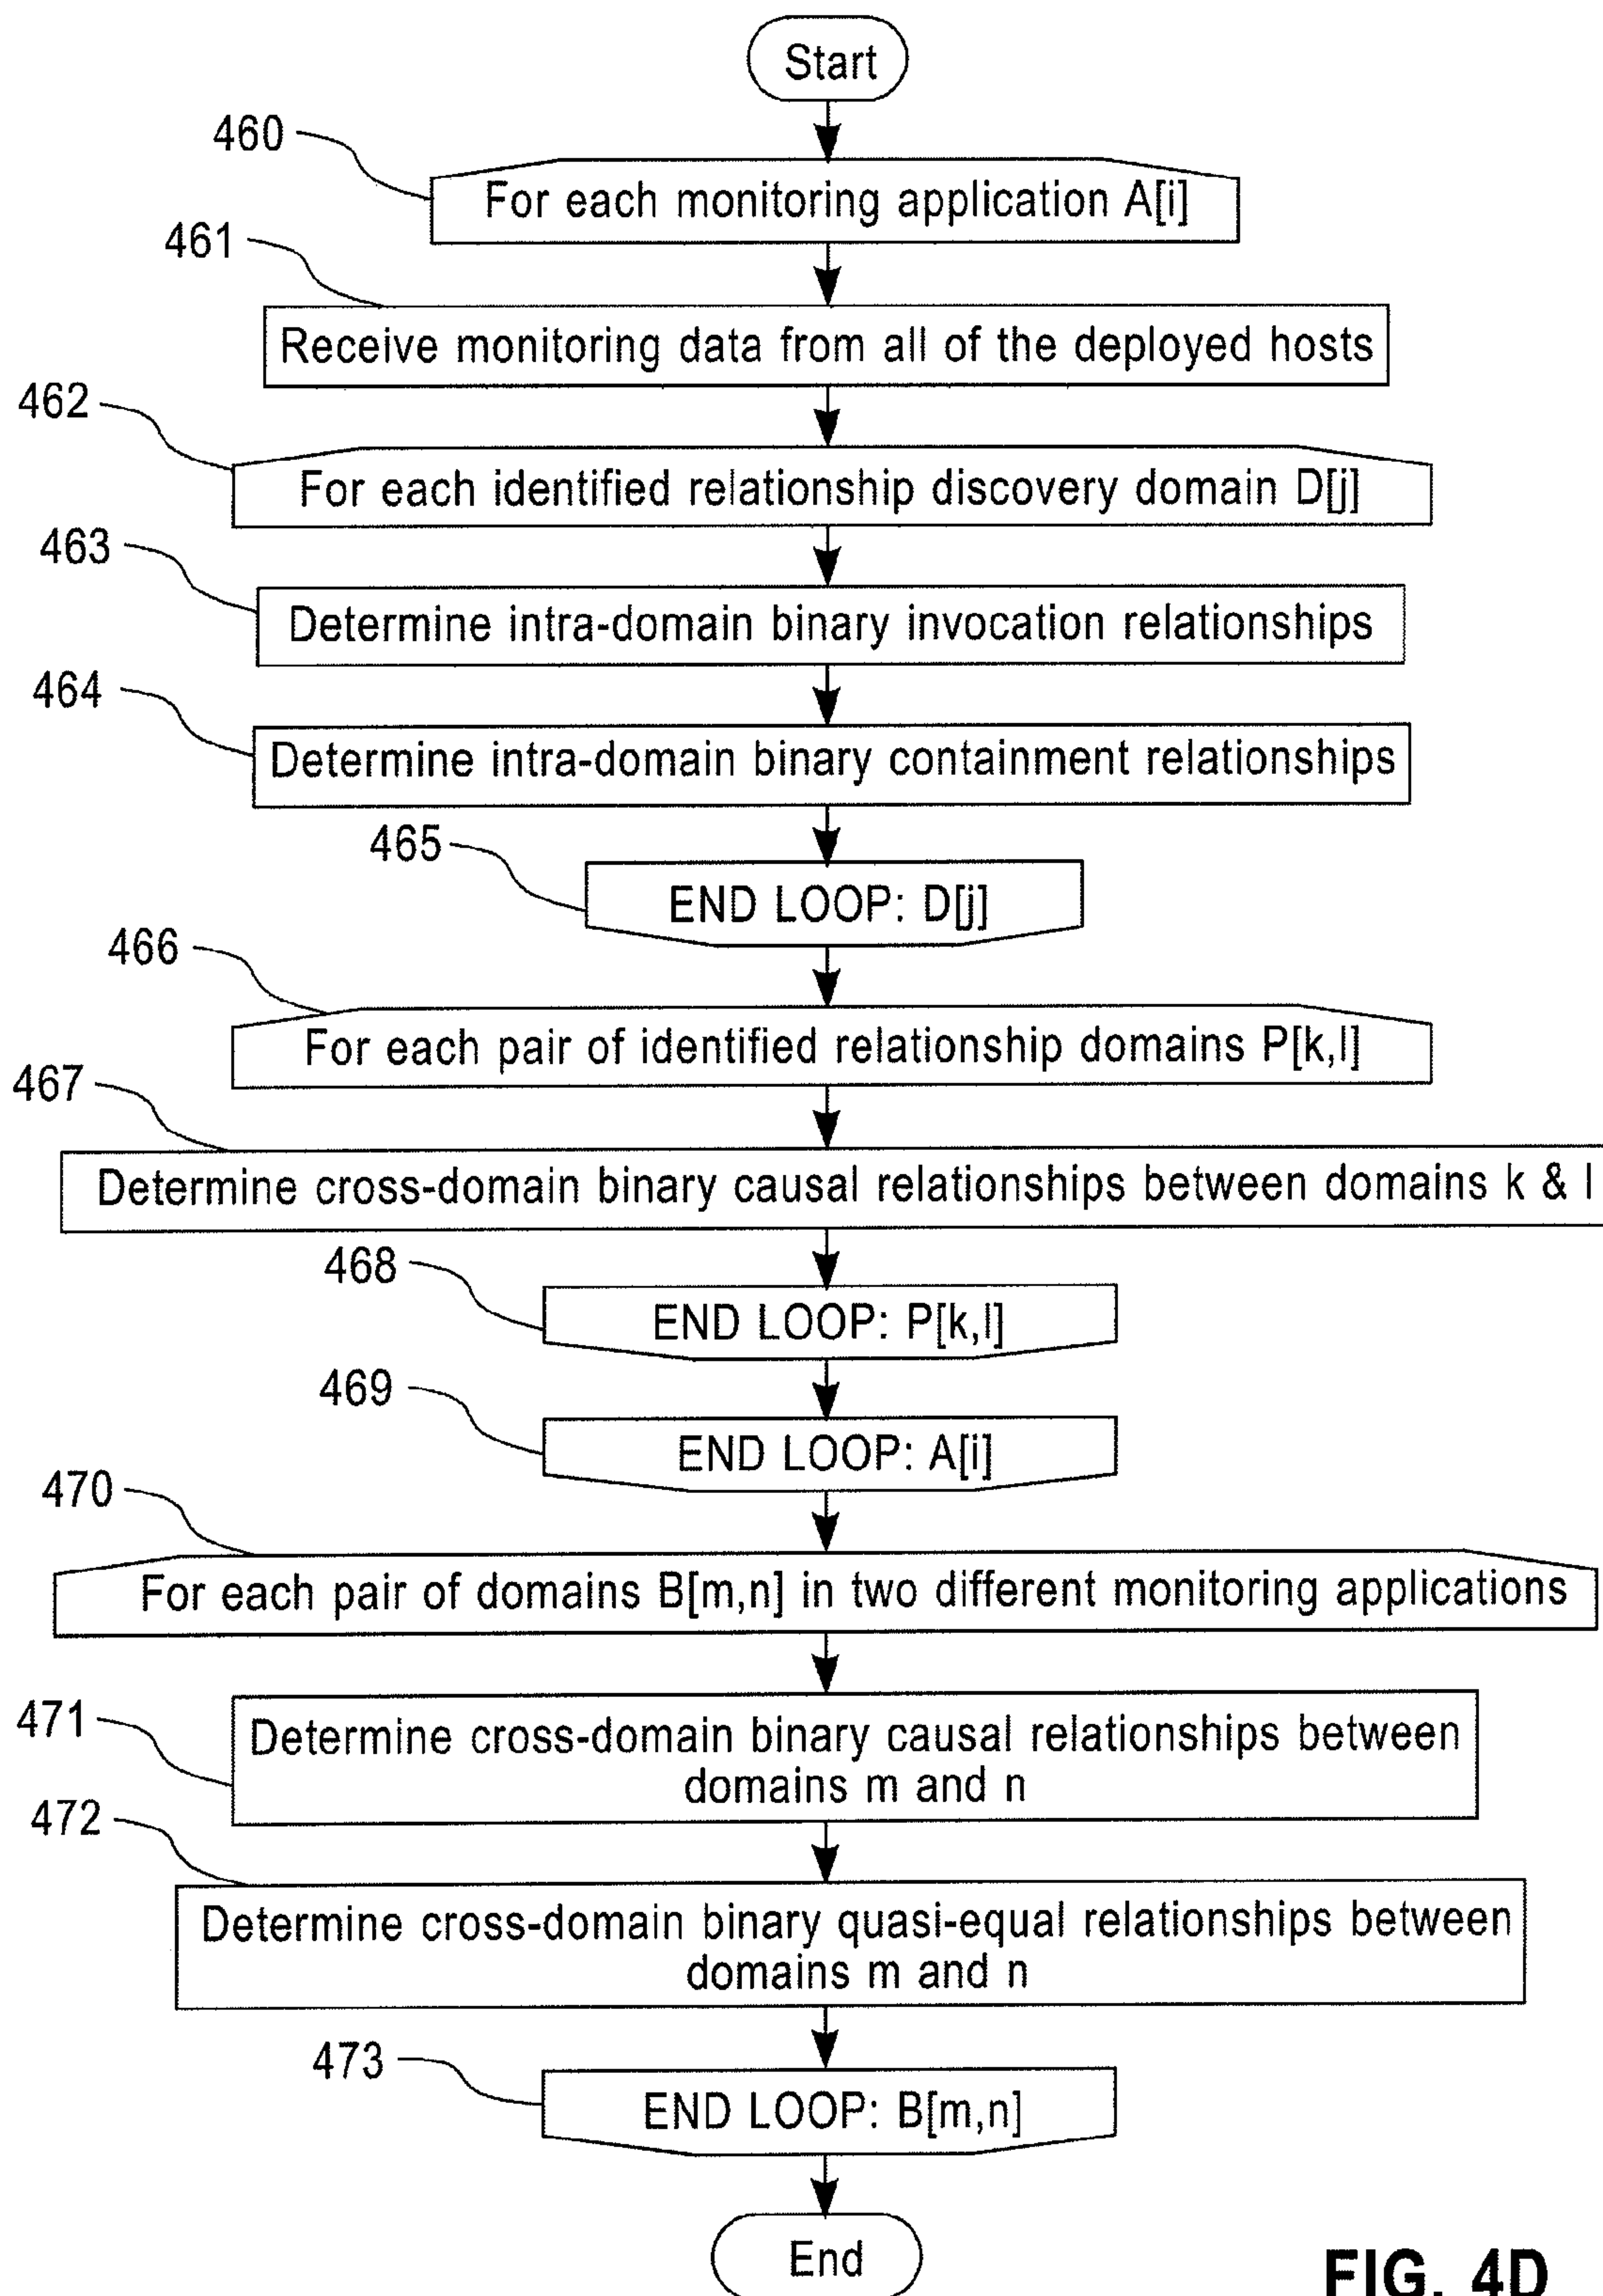 Start
460
For each monitoring application A[i]
461
Receive monitoring data from all of the deployed hosts
462
For each identified relationship discovery domain D[j]
463
Determine intra-domain binary invocation relationships
464
Determine intra-domain binary containment relationships
465
END LOOP: D[j]
466
For each pair of identified relationship domains P[k,l]
467
Determine cross-domain binary causal relationships between domains k & l
468
END LOOP: P[k,l]
469
END LOOP: A[i]
470
For each pair of domains B[m,n] in two different monitoring applications
471
Determine cross-domain binary causal relationships between
domains m and n
472
Determine cross-domain binary quasi-equal relationships between
domains m and n
473
END LOOP: B[m,n]
End
FIG. 4D